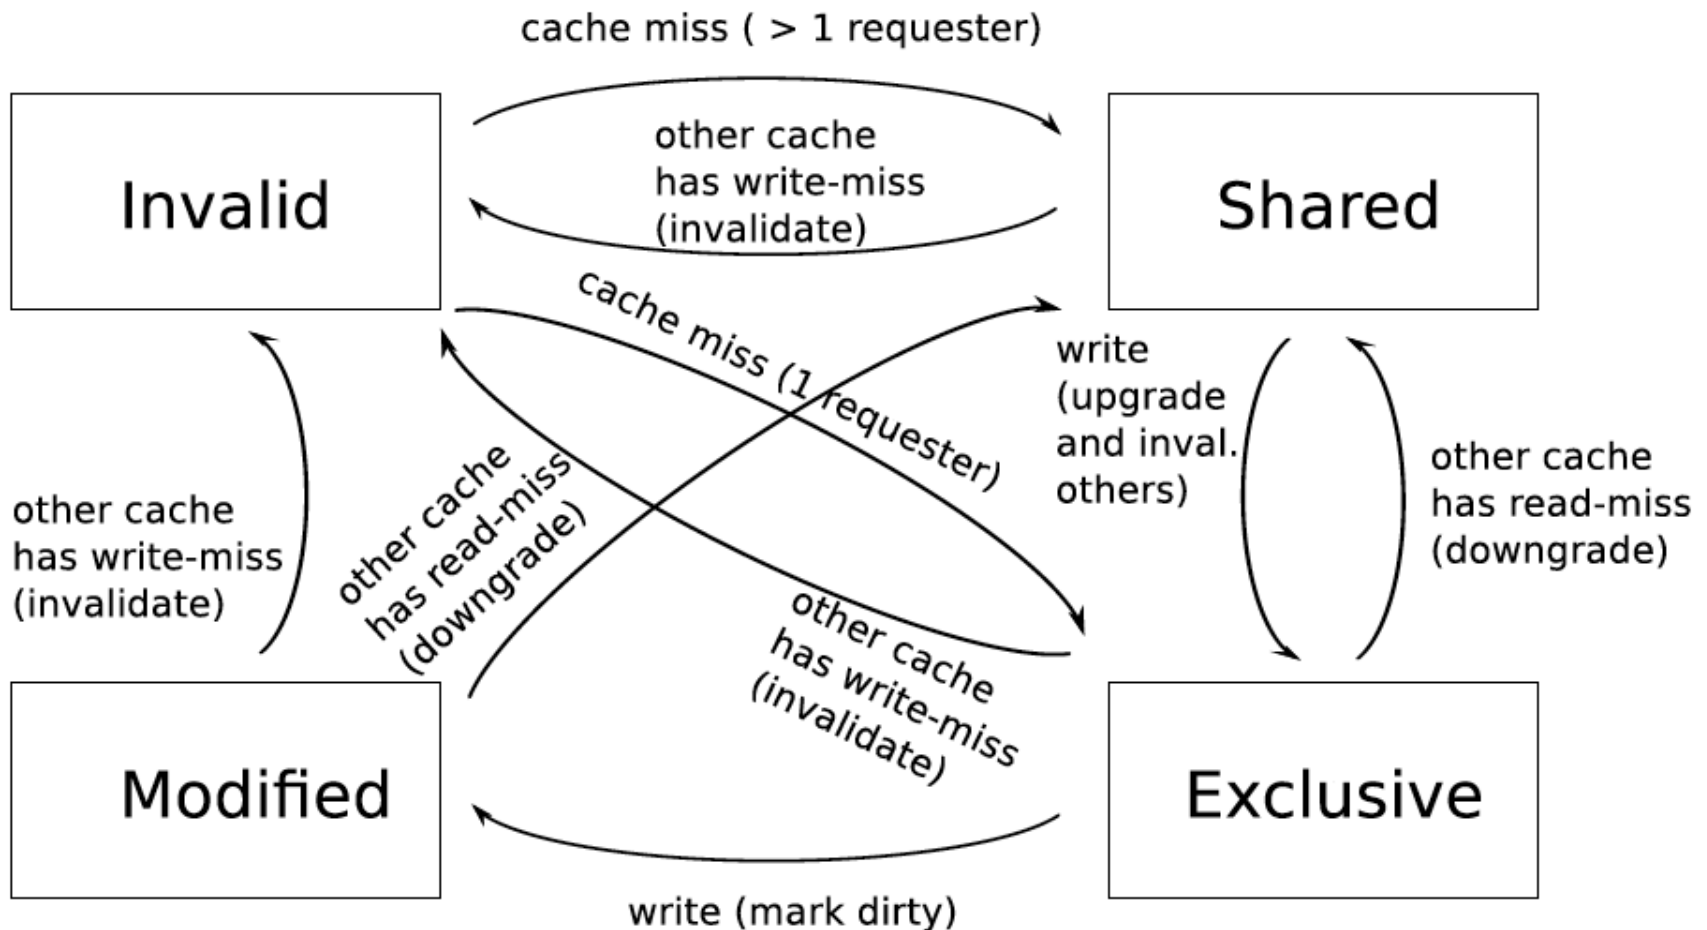 cache miss ( > 1 requester)
Invalid
other cache
has write-miss
(invalidate)
Shared
cache miss (1 requester)
write
(upgrade
and inval.
others)
other cache
has read-miss
(downgrade)
other cache
has write-miss
(invalidate)
other cache
has read-miss
(downgrade)
other cache
has write-miss
(invalidate)
Modified
Exclusive
write (mark dirty)